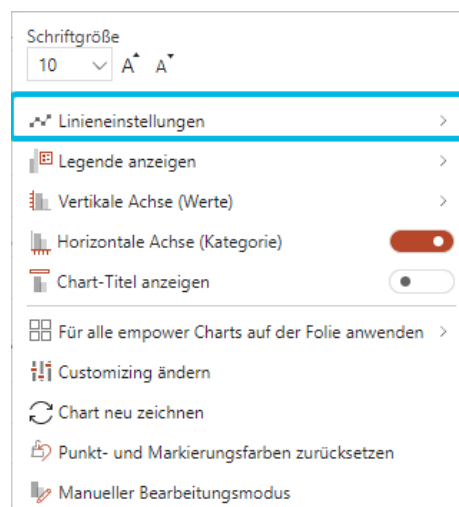 Schriftgröße
10 A A
Linieneinstellungen
Legende anzeigen
Vertikale Achse (Werte)
Horizontale Achse (Kategorie)
Chart-Titel anzeigen
Für alle empower Charts auf der Folie anwenden
Customizing ändern
Chart neu zeichnen
Punkt- und Markierungsfarben zurücksetzen
Manueller Bearbeitungsmodus